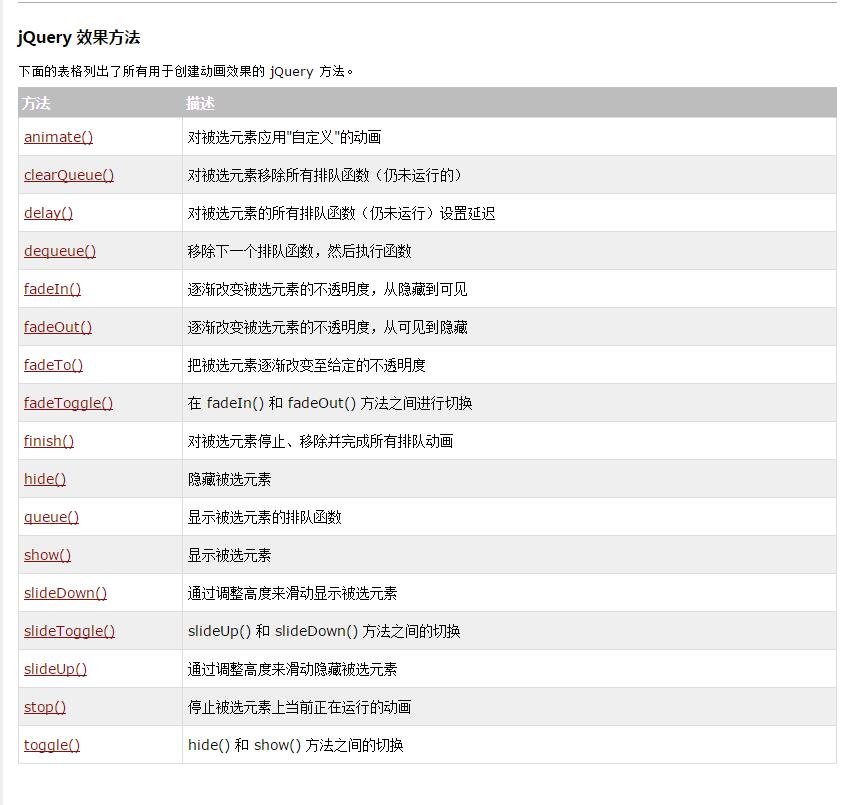 jQuery 效果方法
下面的表格列出了所有用于创建动画效果的 jQuery 方法。
方法 描述
animate() 对被选元素应用"自定义"的动画
clearQueue() 对被选元素移除所有排队函数（仍未运行的）
delay() 对被选元素的所有排队函数（仍未运行）设置延迟
dequeue() 移除下一个排队函数，然后执行函数
fadeIn() 逐渐改变被选元素的不透明度，从隐藏到可见
fadeOut() 逐渐改变被选元素的不透明度，从可见到隐藏
fadeTo() 把被选元素逐渐改变至给定的不透明度
fadeToggle() 在 fadeIn() 和 fadeOut() 方法之间进行切换
finish() 对被选元素停止、移除并完成所有排队动画
hide() 隐藏被选元素
queue() 显示被选元素的排队函数
show() 显示被选元素
slideDown() 通过调整高度来滑动显示被选元素
slideToggle() slideUp() 和 slideDown() 方法之间的切换
slideUp() 通过调整高度来滑动隐藏被选元素
stop() 停止被选元素上当前正在运行的动画
toggle() hide() 和 show() 方法之间的切换